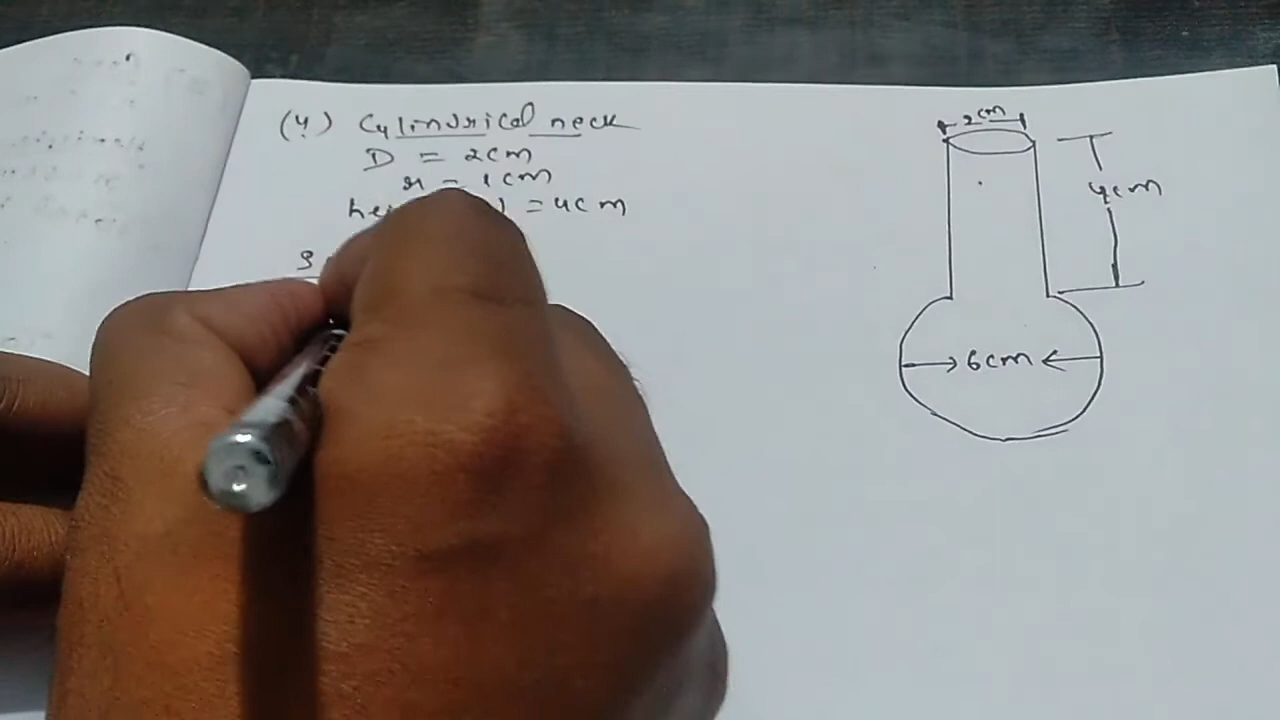 (4) Cylindrical neck
D = 2cm
r = 1cm
= 4cm
2cm
4cm
6cm